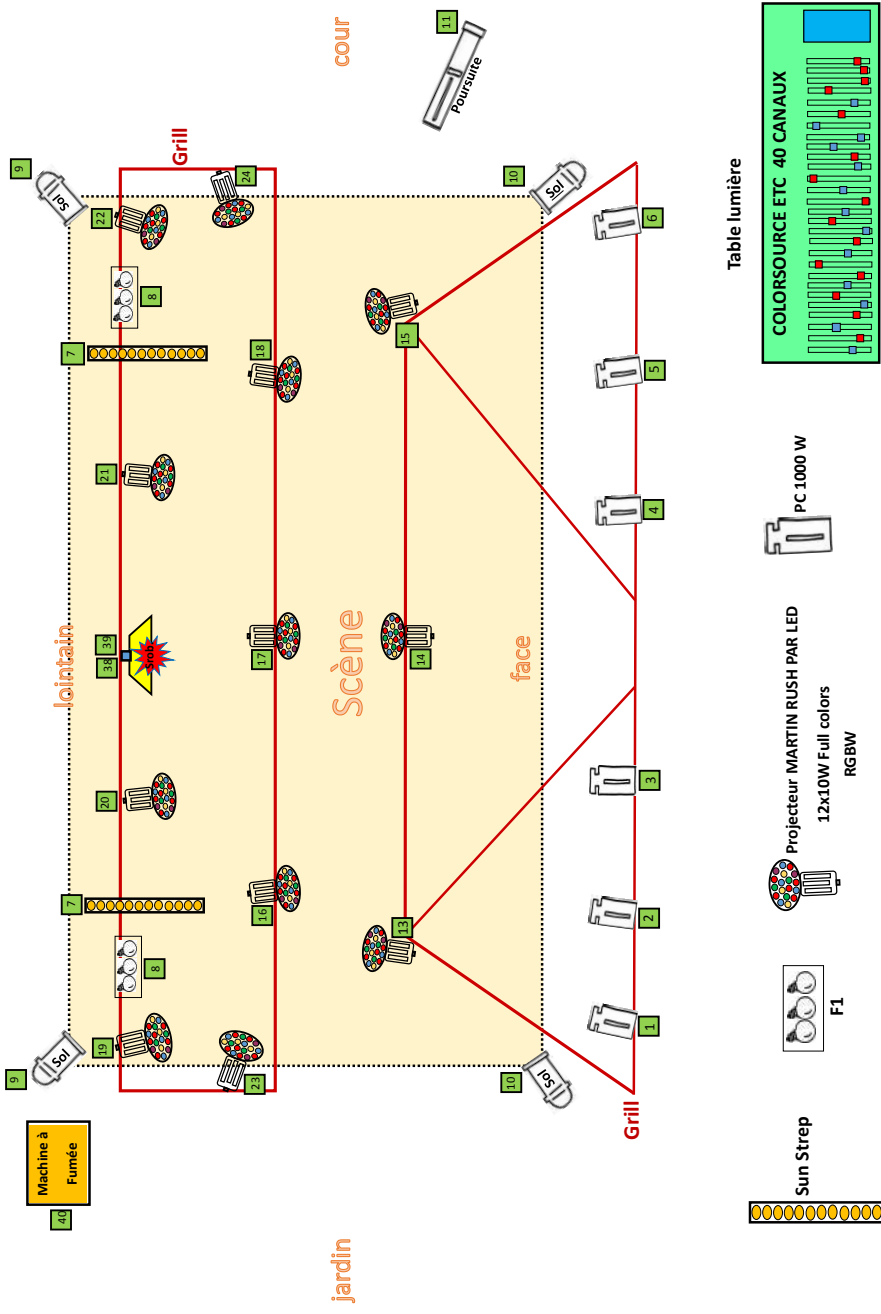 cour
11
Poursuite
jardin
40
Machine à
Fumée
lointain
9
Sol
9
Sol
Grill
19
8
7
20
38
39
Srob.
21
7
8
22
23
24
16
17
18
Scène
13
14
15
face
10
Sol
10
Sol
Grill
1
2
3
4
5
6
Table lumière
COLORSOURCE ETC 40 CANAUX
Sun Strep
F1
Projecteur MARTIN RUSH PAR LED
12x10W Full colors
RGBW
PC 1000 W